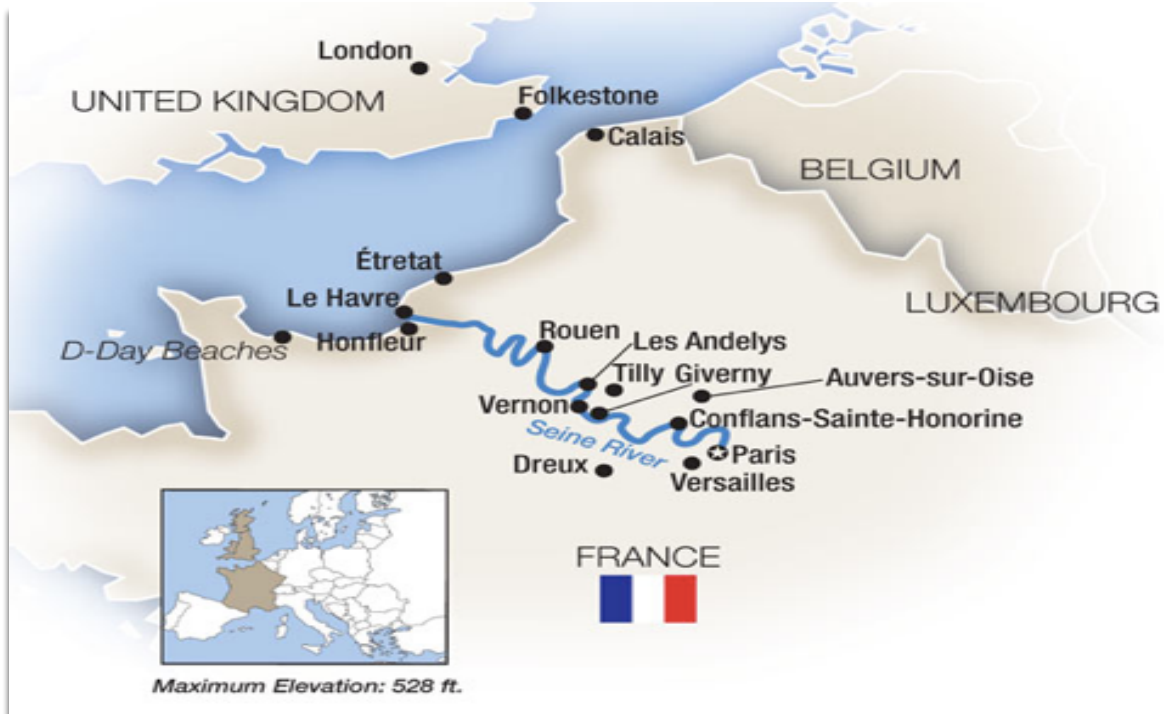 London
UNITED KINGDOM
Folkestone
Calais
BELGIUM
Étretat
Le Havre
LUXEMBOURG
D-Day Beaches
Honfleur
Rouen
Les Andelys
Tilly
Giverny
Auvers-sur-Oise
Vernon
Conflans-Sainte-Honorine
Seine River
Paris
Dreux
Versailles
FRANCE
Maximum Elevation: 528 ft.